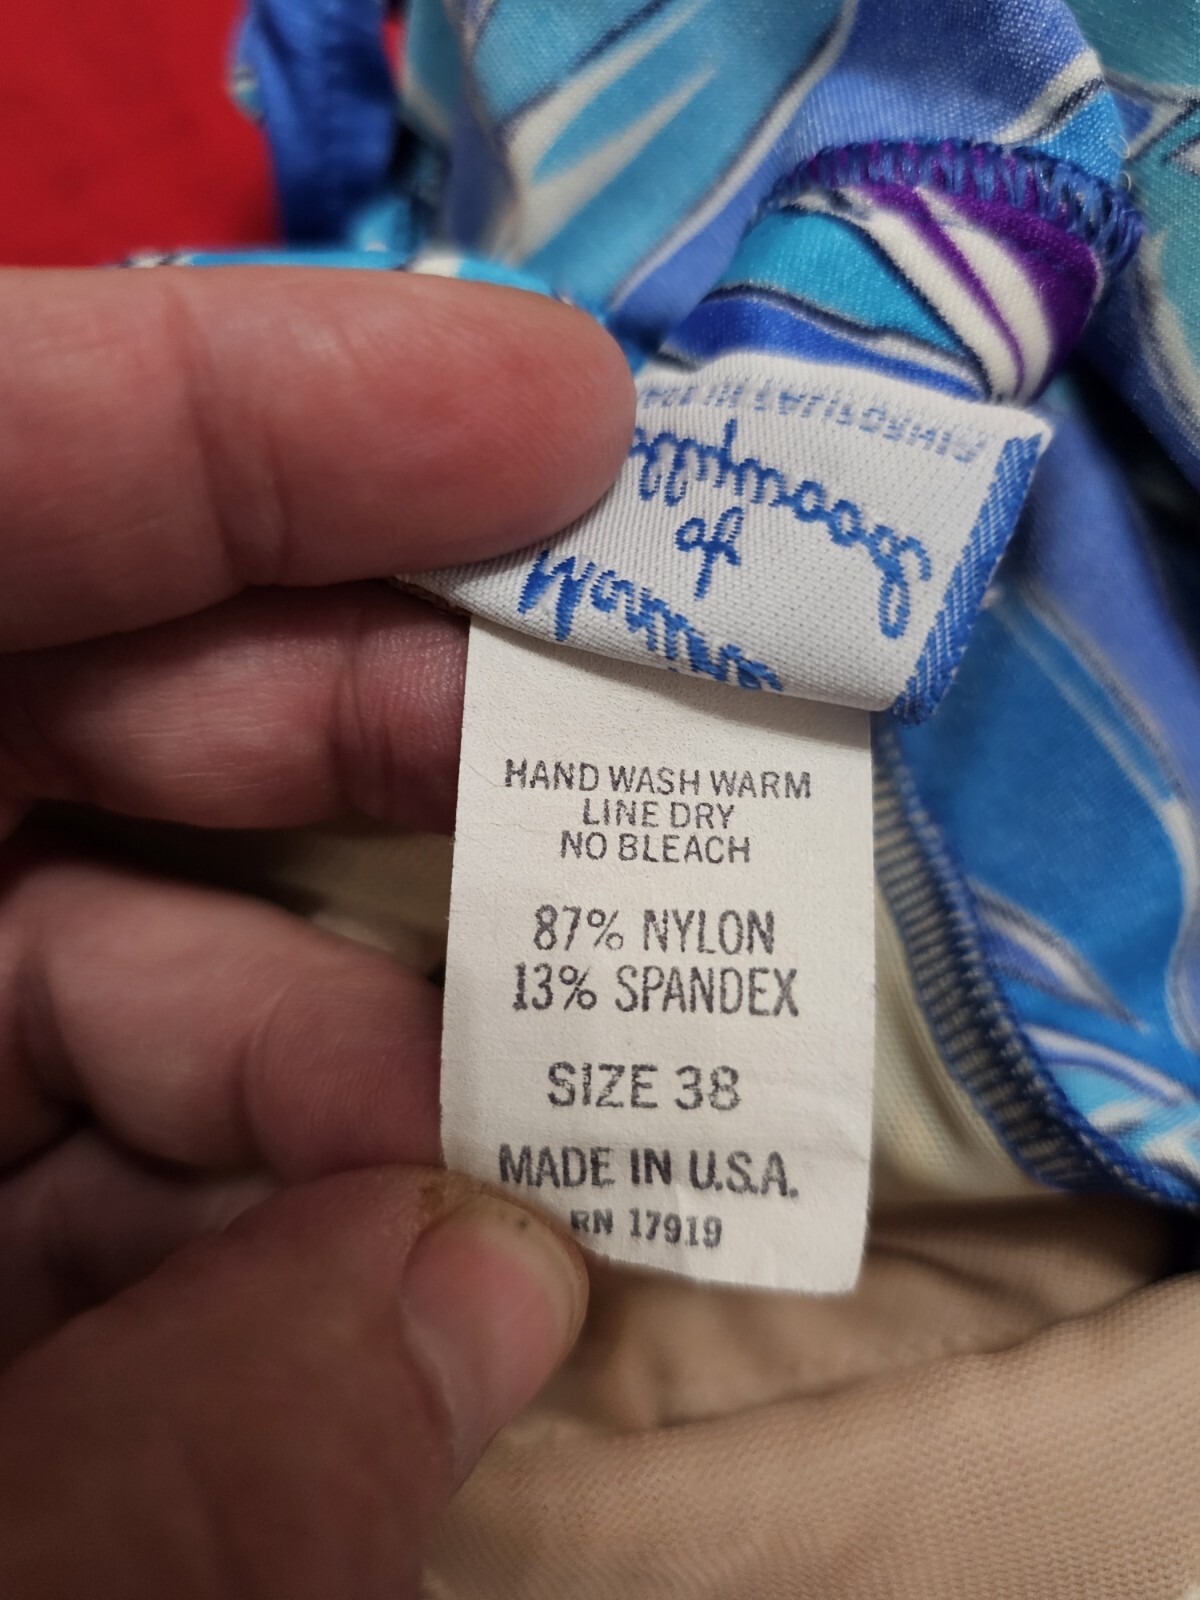 HAND WASH WARM
LINE DRY
NO BLEACH
87% NYLON
13% SPANDEX
SIZE 38
MADE IN U.S.A.
RN 17919